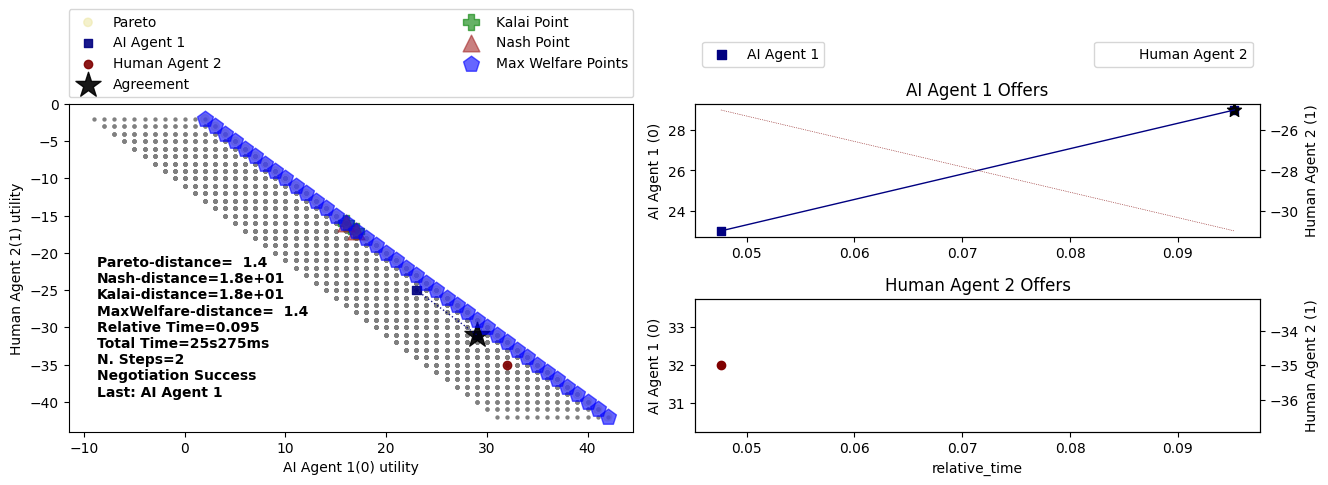 Pareto
AI Agent 1
Human Agent 2
Agreement
Kalai Point
Nash Point
Max Welfare Points
0
−5
−10
−15
−20
−25
−30
−35
−40
Human Agent 2(1) utility
Pareto-distance=  1.4
Nash-distance=1.8e+01
Kalai-distance=1.8e+01
MaxWelfare-distance=  1.4
Relative Time=0.095
Total Time=25s275ms
N. Steps=2
Negotiation Success
Last: AI Agent 1
−10 0 10 20 30 40
AI Agent 1(0) utility
AI Agent 1
Human Agent 2
AI Agent 1 Offers
AI Agent 1 (0)
28
26
24
−26
−28
−30
Human Agent 2 (1)
0.05 0.06 0.07 0.08 0.09
Human Agent 2 Offers
AI Agent 1 (0)
33
32
31
−34
−35
−36
Human Agent 2 (1)
0.05 0.06 0.07 0.08 0.09
relative_time